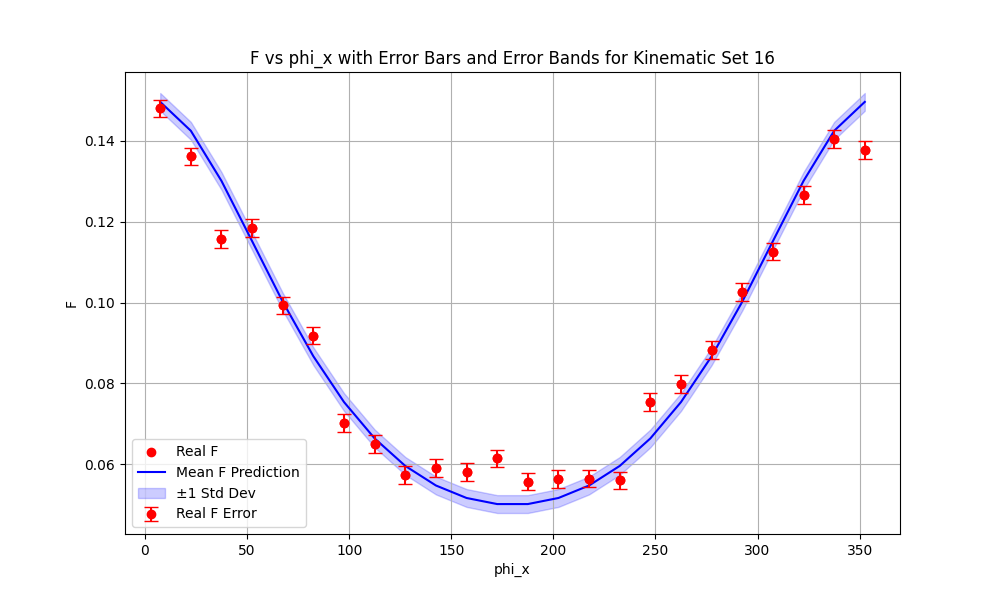 F vs phi_x with Error Bars and Error Bands for Kinematic Set 16
0.14
0.12
0.10
0.08
0.06
F
Real F
Mean F Prediction
±1 Std Dev
Real F Error
0 50 100 150 200 250 300 350
phi_x